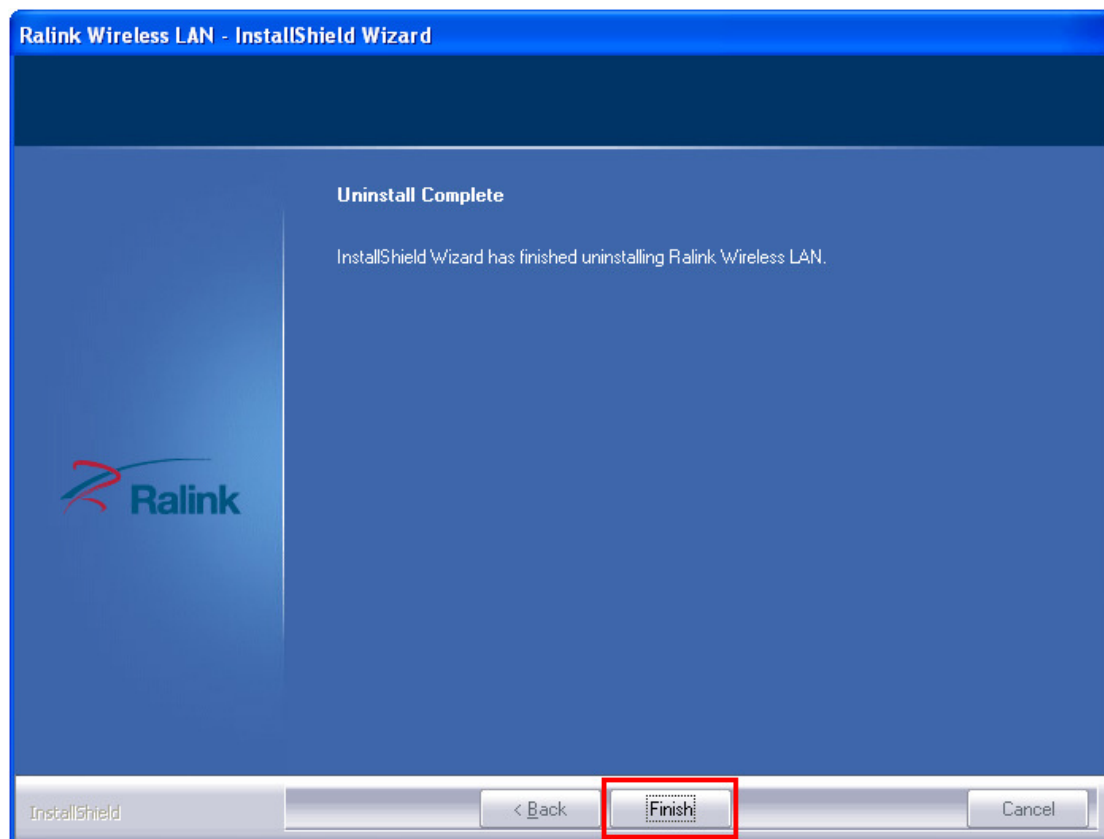 Ralink Wireless LAN - InstallShield Wizard
Uninstall Complete
InstallShield Wizard has finished uninstalling Ralink Wireless LAN.
Ralink
InstallShield
< Back
Finish
Cancel